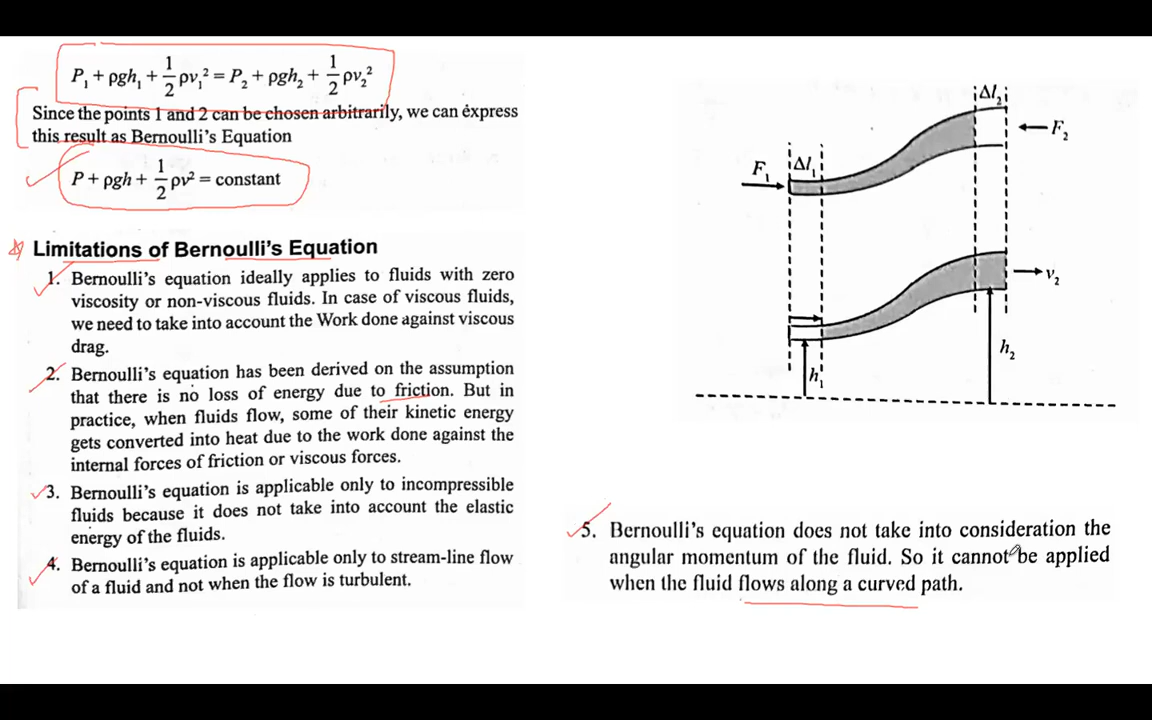 P₁ + ρgh₁ + 1/2 ρv₁² = P₂ + ρgh₂ + 1/2 ρv₂²
Since the points 1 and 2 can be chosen arbitrarily, we can express
this result as Bernoulli's Equation
P + ρgh + 1/2 ρv² = constant
Limitations of Bernoulli's Equation
1. Bernoulli's equation ideally applies to fluids with zero
viscosity or non-viscous fluids. In case of viscous fluids,
we need to take into account the Work done against viscous
drag.
2. Bernoulli's equation has been derived on the assumption
that there is no loss of energy due to friction. But in
practice, when fluids flow, some of their kinetic energy
gets converted into heat due to the work done against the
internal forces of friction or viscous forces.
3. Bernoulli's equation is applicable only to incompressible
fluids because it does not take into account the elastic
energy of the fluids.
4. Bernoulli's equation is applicable only to stream-line flow
of a fluid and not when the flow is turbulent.
Δl₂
F₂
F₁
Δl₁
v₂
h₂
h₁
5. Bernoulli's equation does not take into consideration the
angular momentum of the fluid. So it cannot be applied
when the fluid flows along a curved path.